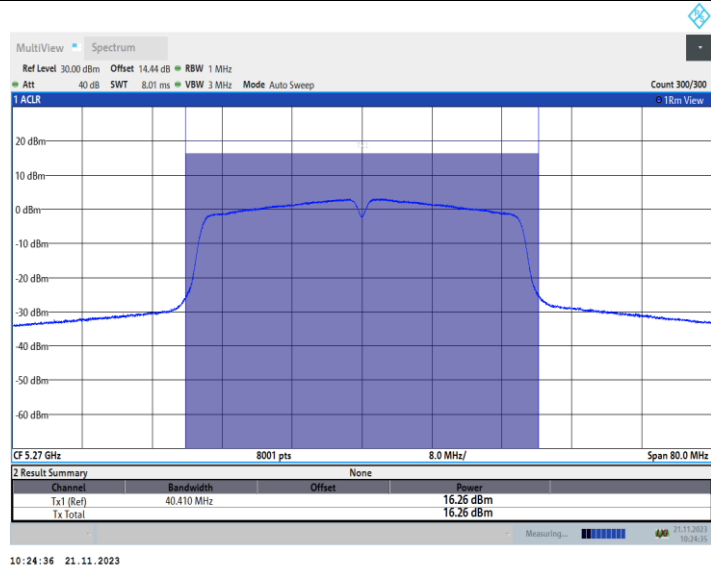 MultiView Spectrum
Ref Level 30.00 dBm Offset 14.44 dB RBW 1 MHz
Att 40 dB SWT 8.01 ms VBW 3 MHz Mode Auto Sweep Count 300/300
1 ACLR 1Rm View
20 dBm
10 dBm
0 dBm
-10 dBm
-20 dBm
-30 dBm
-40 dBm
-50 dBm
-60 dBm
CF 5.27 GHz 8001 pts 8.0 MHz/ Span 80.0 MHz
2 Result Summary None
Channel Bandwidth Offset Power
Tx1 (Ref) 40.410 MHz 16.26 dBm
Tx Total 16.26 dBm
Measuring... 21.11.2023
10:24:35
10:24:36 21.11.2023